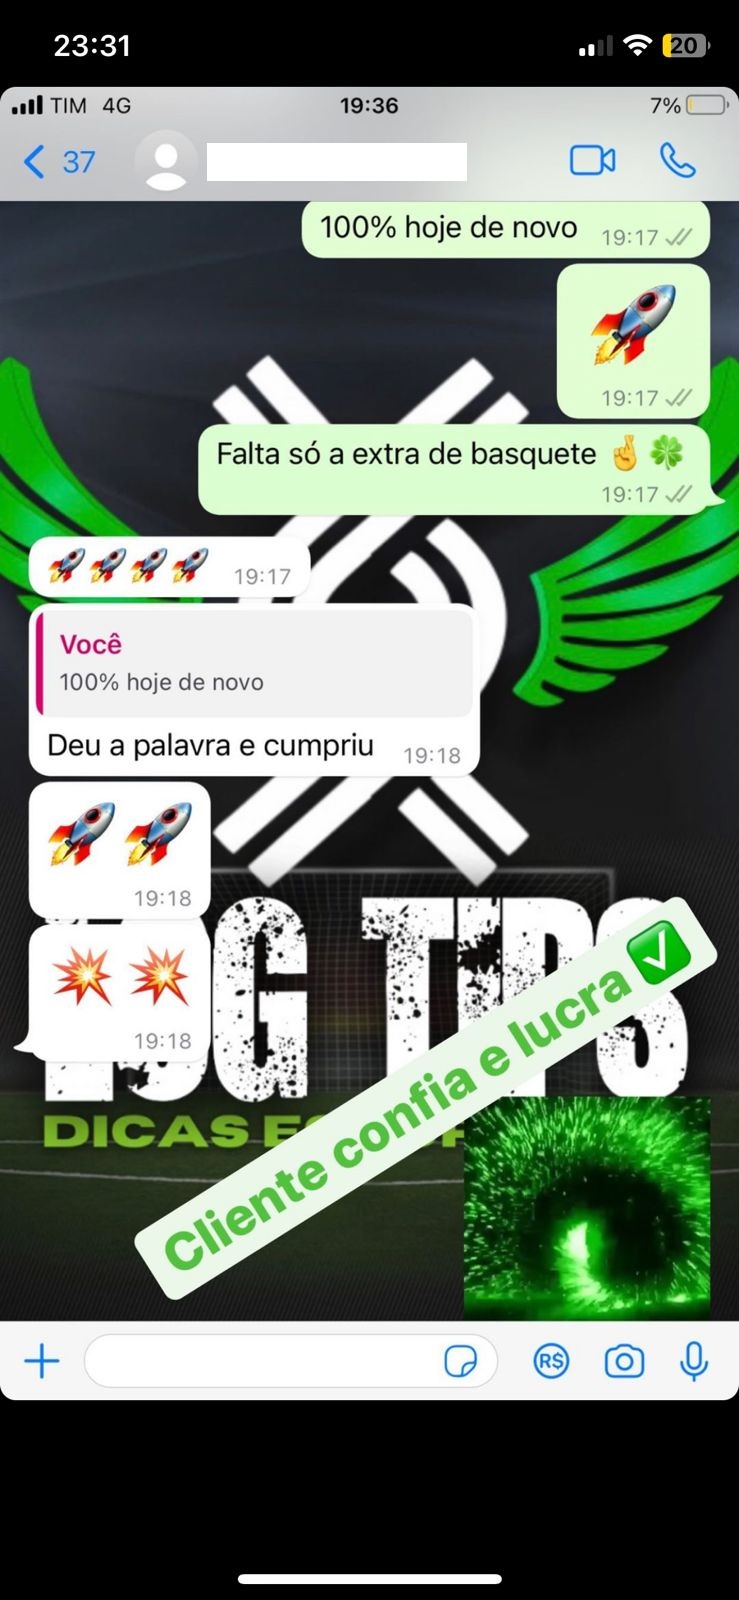 23:31
20
TIM 4G 19:36 7%
37
100% hoje de novo 19:17
🚀
19:17
Falta só a extra de basquete 🤞🍀
19:17
🚀🚀🚀🚀 19:17
Você
100% hoje de novo
Deu a palavra e cumpriu 19:18
🚀🚀
19:18
💥💥
19:18
TIPS
DICAS
Cliente confia e lucra ✅
R$